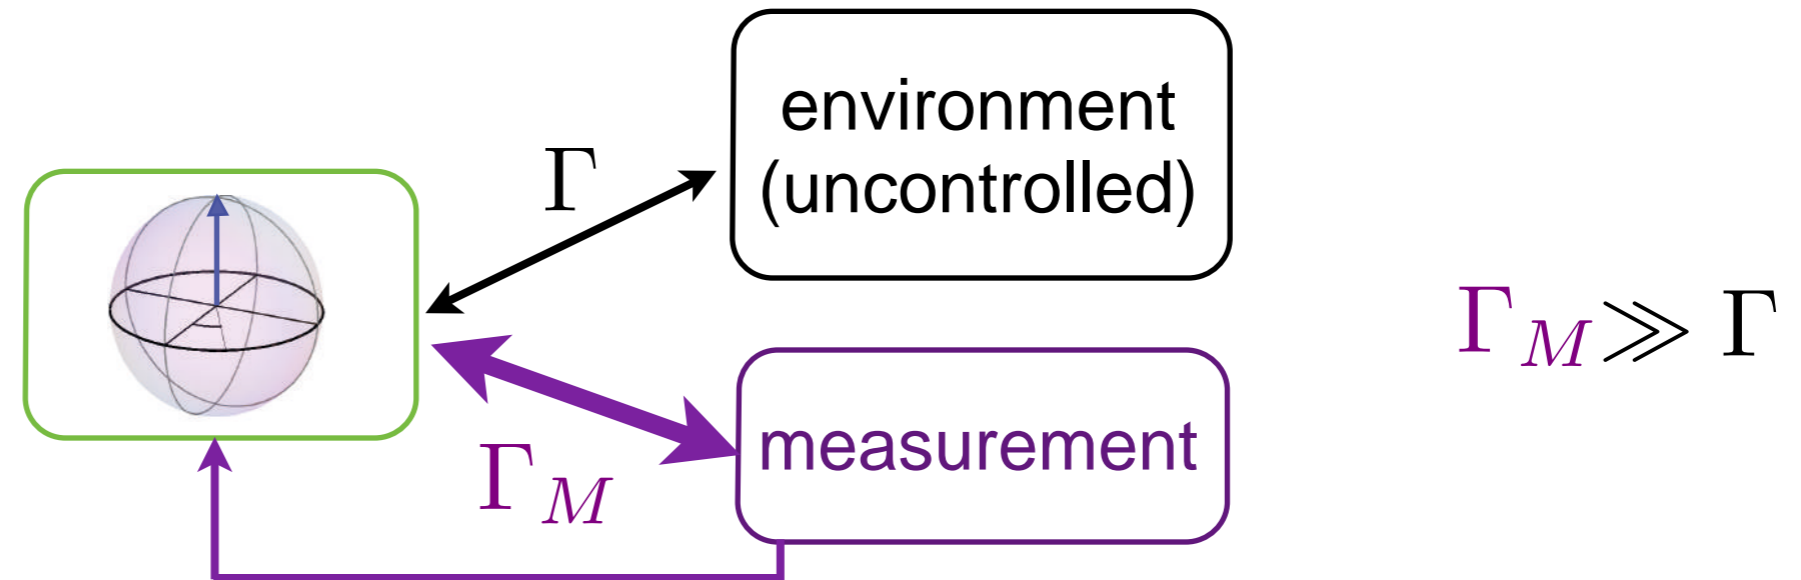 environment
(uncontrolled)
Γ
Γ_M ≫ Γ
measurement
Γ_M